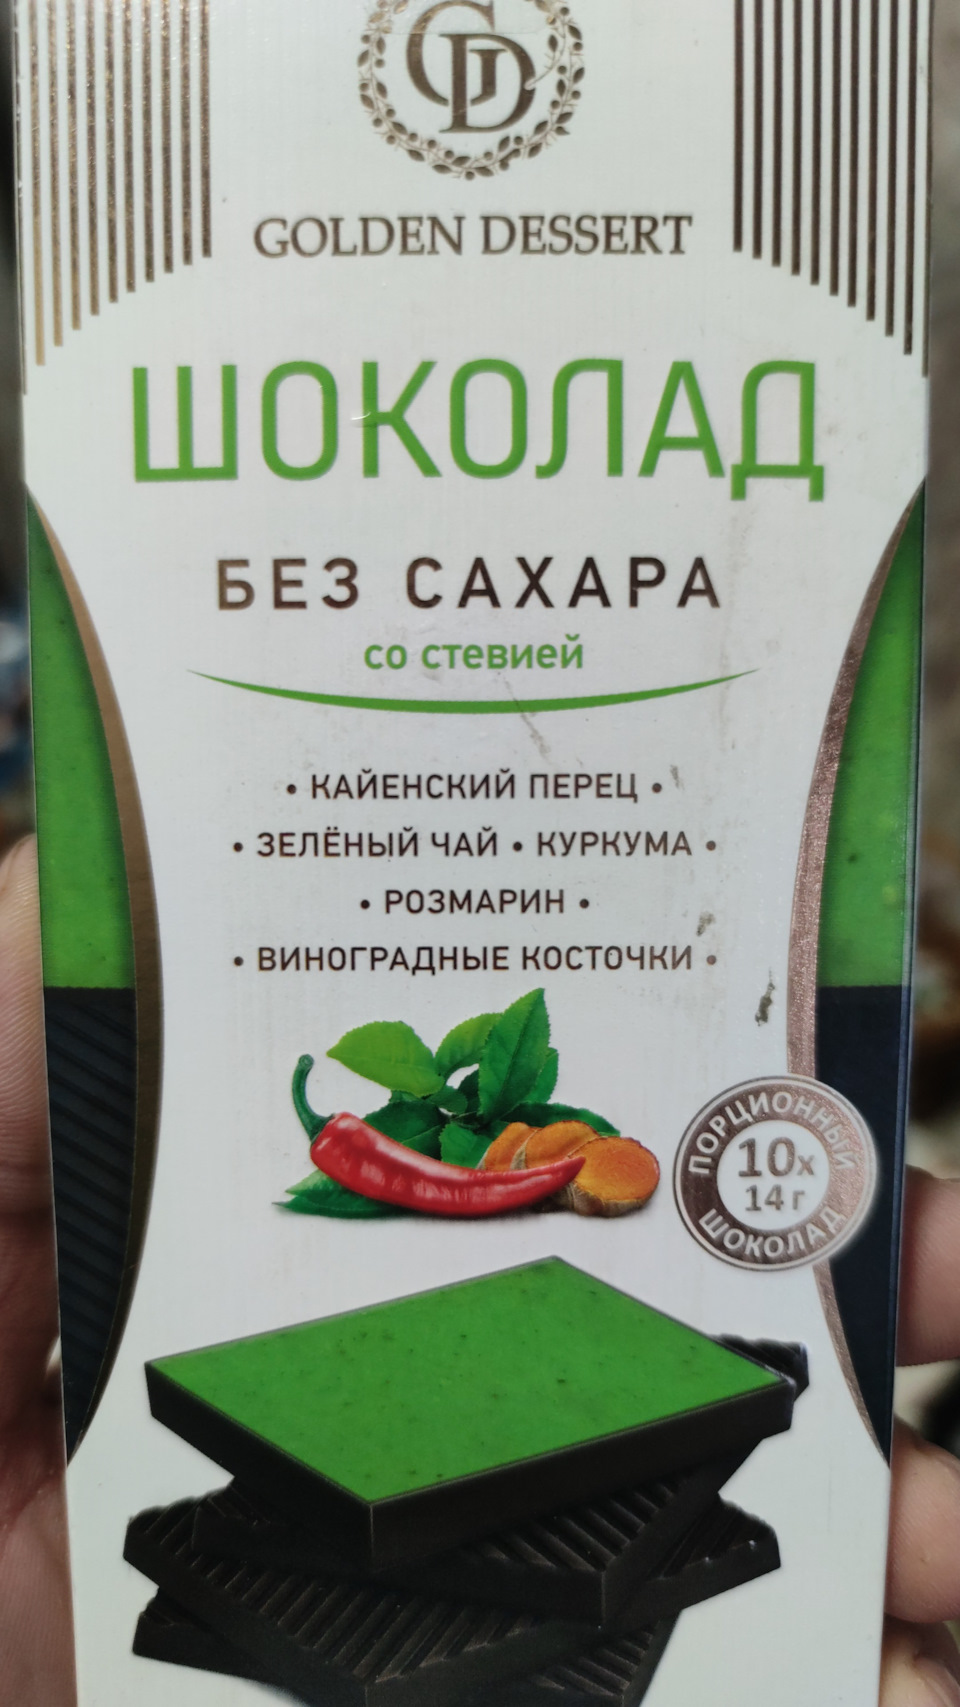 GD
GOLDEN DESSERT
ШОКОЛАД
БЕЗ САХАРА
со стевией
• КАЙЕНСКИЙ ПЕРЕЦ •
• ЗЕЛЁНЫЙ ЧАЙ • КУРКУМА •
• РОЗМАРИН •
• ВИНОГРАДНЫЕ КОСТОЧКИ •
ПОРЦИОННЫЙ
10х
14 г
ШОКОЛАД